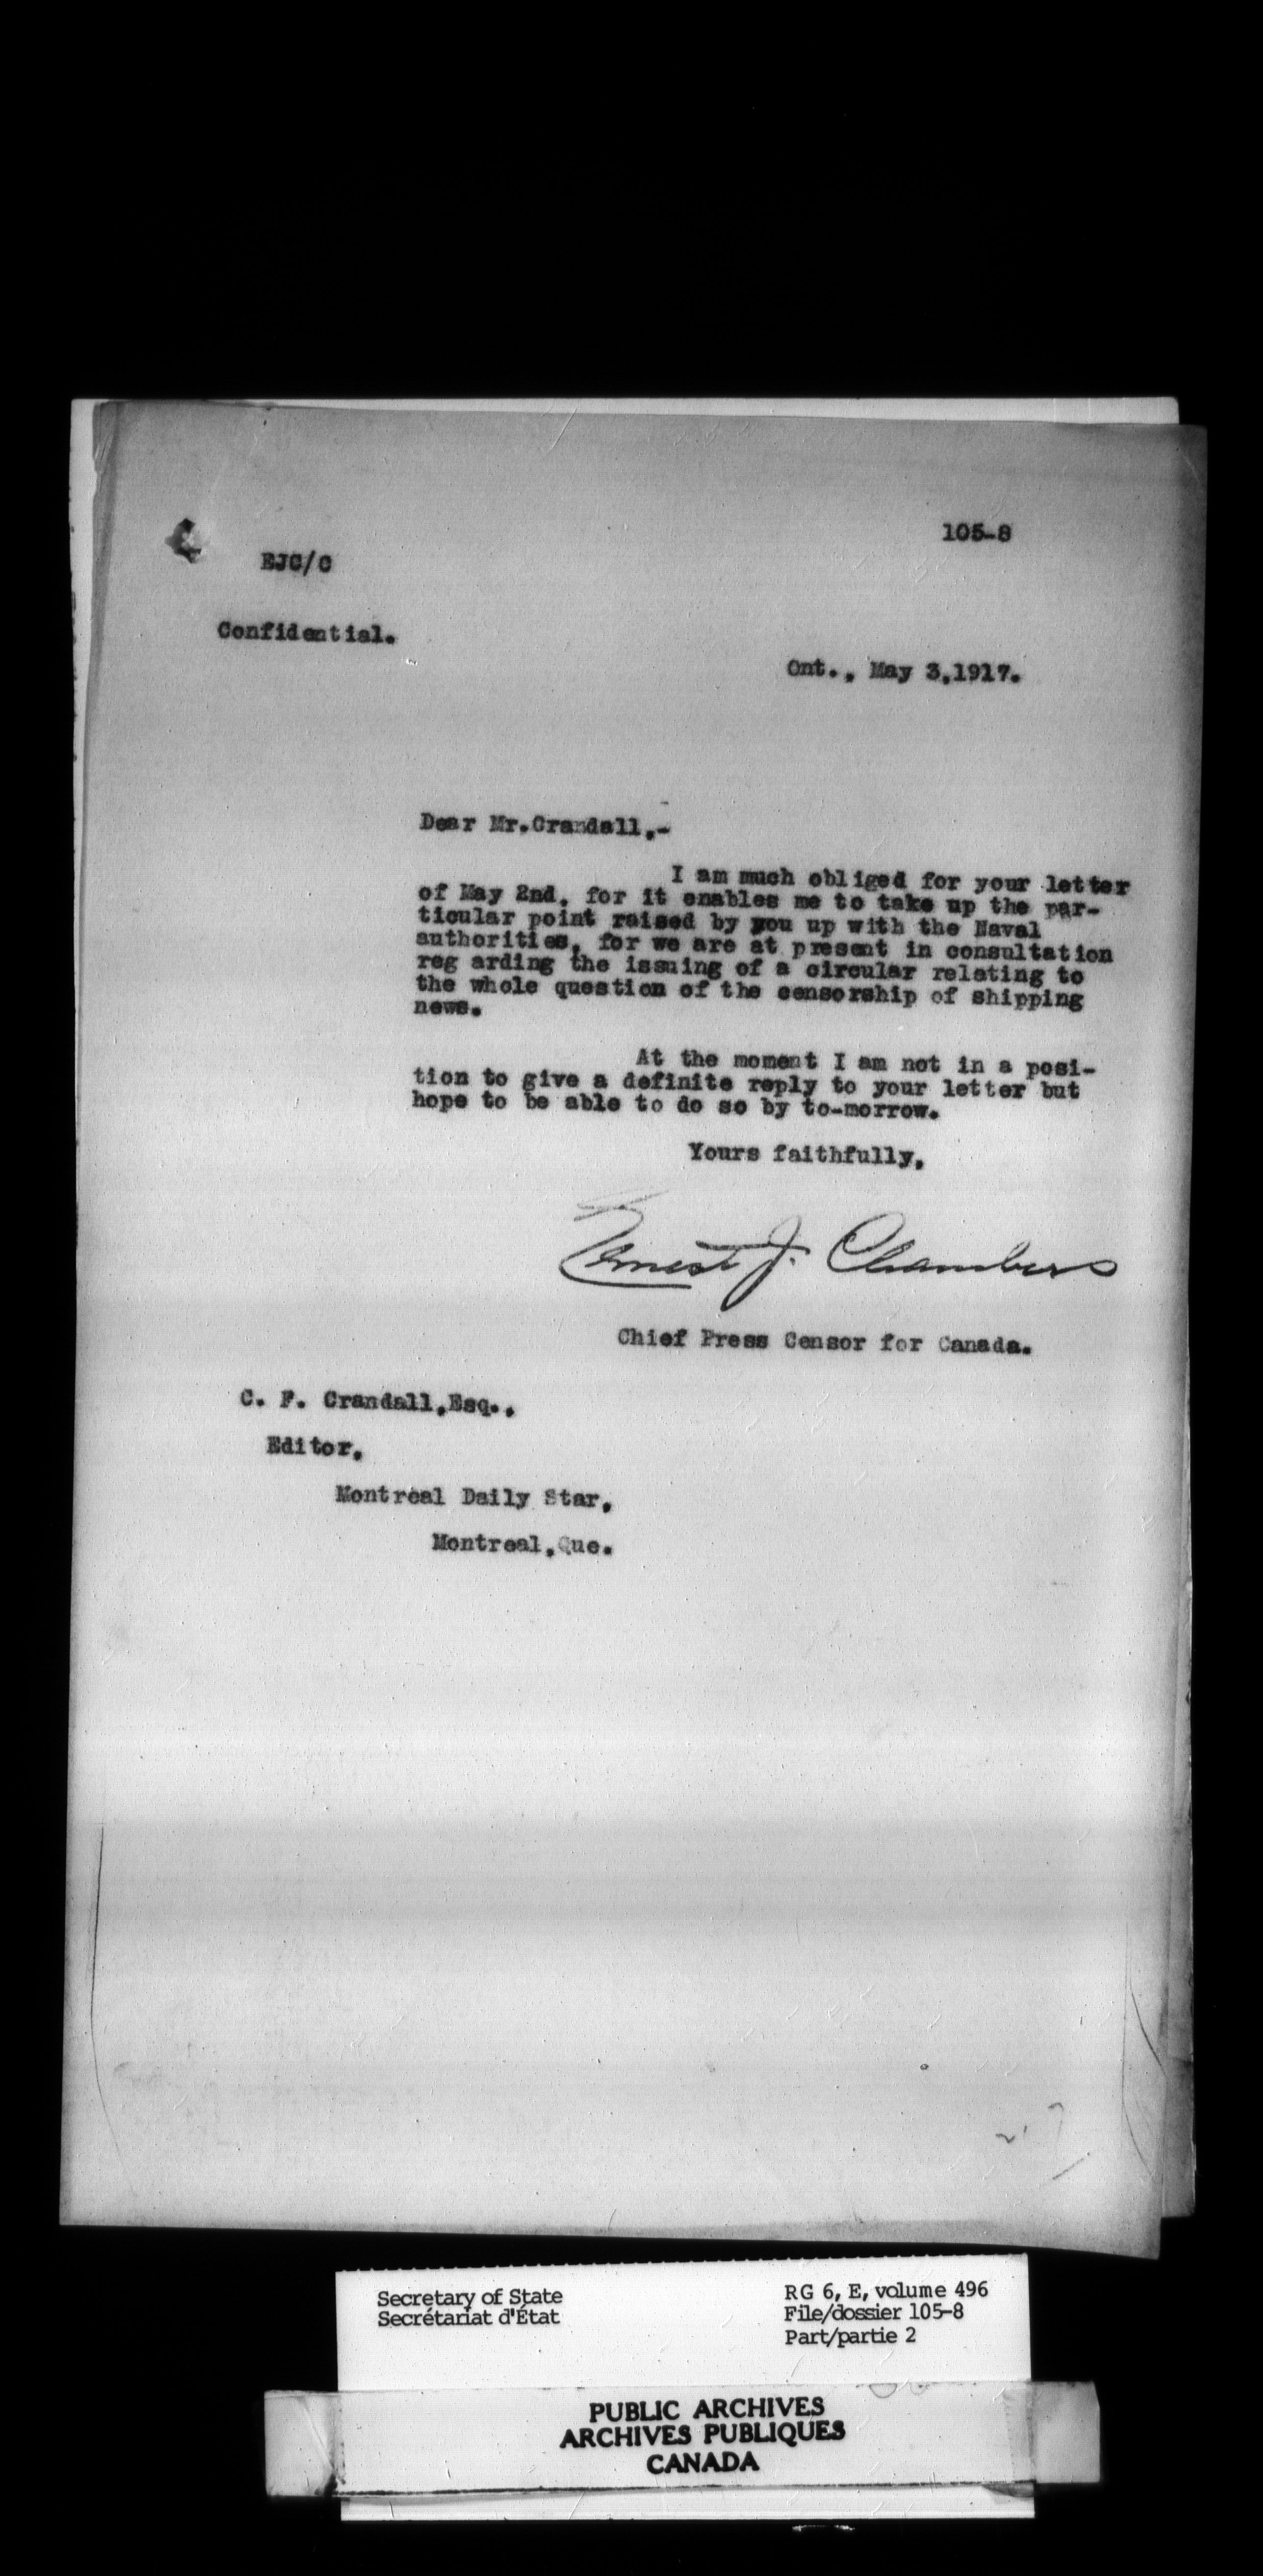 105-8
EJC/C
Confidential.
Ont., May 3,1917.
Dear Mr.Crandall,-
I am much obliged for your letter
of May 2nd, for it enables me to take up the par-
ticular point raised by you up with the Naval
authorities, for we are at present in consultation
reg arding the issuing of a circular relating to
the whole question of the censorship of shipping
news.
At the moment I am not in a posi-
tion to give a definite reply to your letter but
hope to be able to do so by to-morrow.
Yours faithfully,
Ernest J. Chambers
Chief Press Censor for Canada.
C. F. Crandall,Esq.,
Editor,
Montreal Daily Star,
Montreal,Que.
Secretary of State
Secrétariat d'État
RG 6, E, volume 496
File/dossier 105-8
Part/partie 2
PUBLIC ARCHIVES
ARCHIVES PUBLIQUES
CANADA